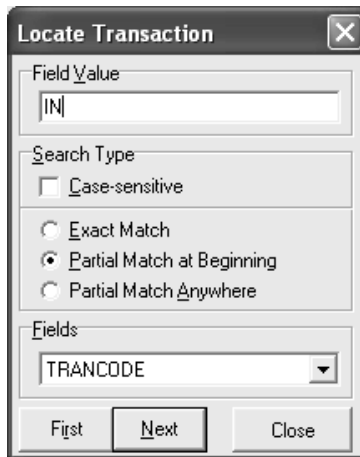 Locate Transaction
Field Value
IN
Search Type
Case-sensitive
Exact Match
Partial Match at Beginning
Partial Match Anywhere
Fields
TRANCODE
First Next Close